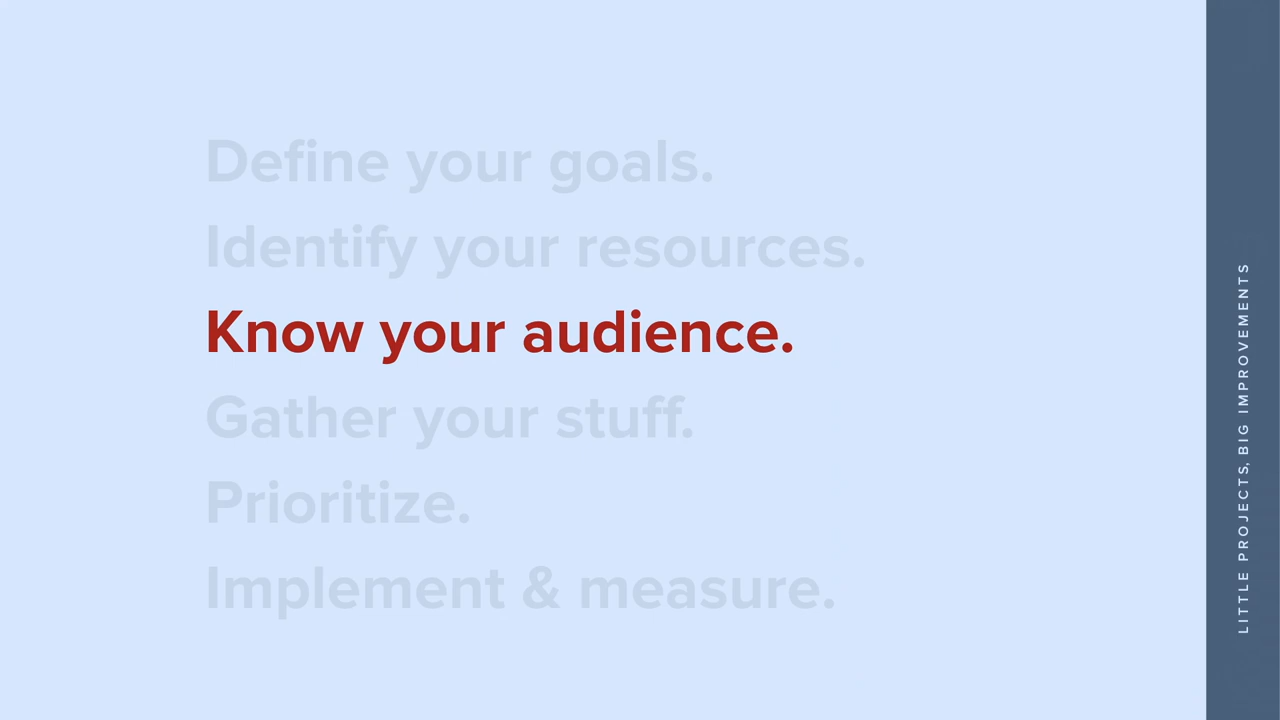 Define your goals.
Identify your resources.
Know your audience.
Gather your stuff.
Prioritize.
Implement & measure.
LITTLE PROJECTS, BIG IMPROVEMENTS